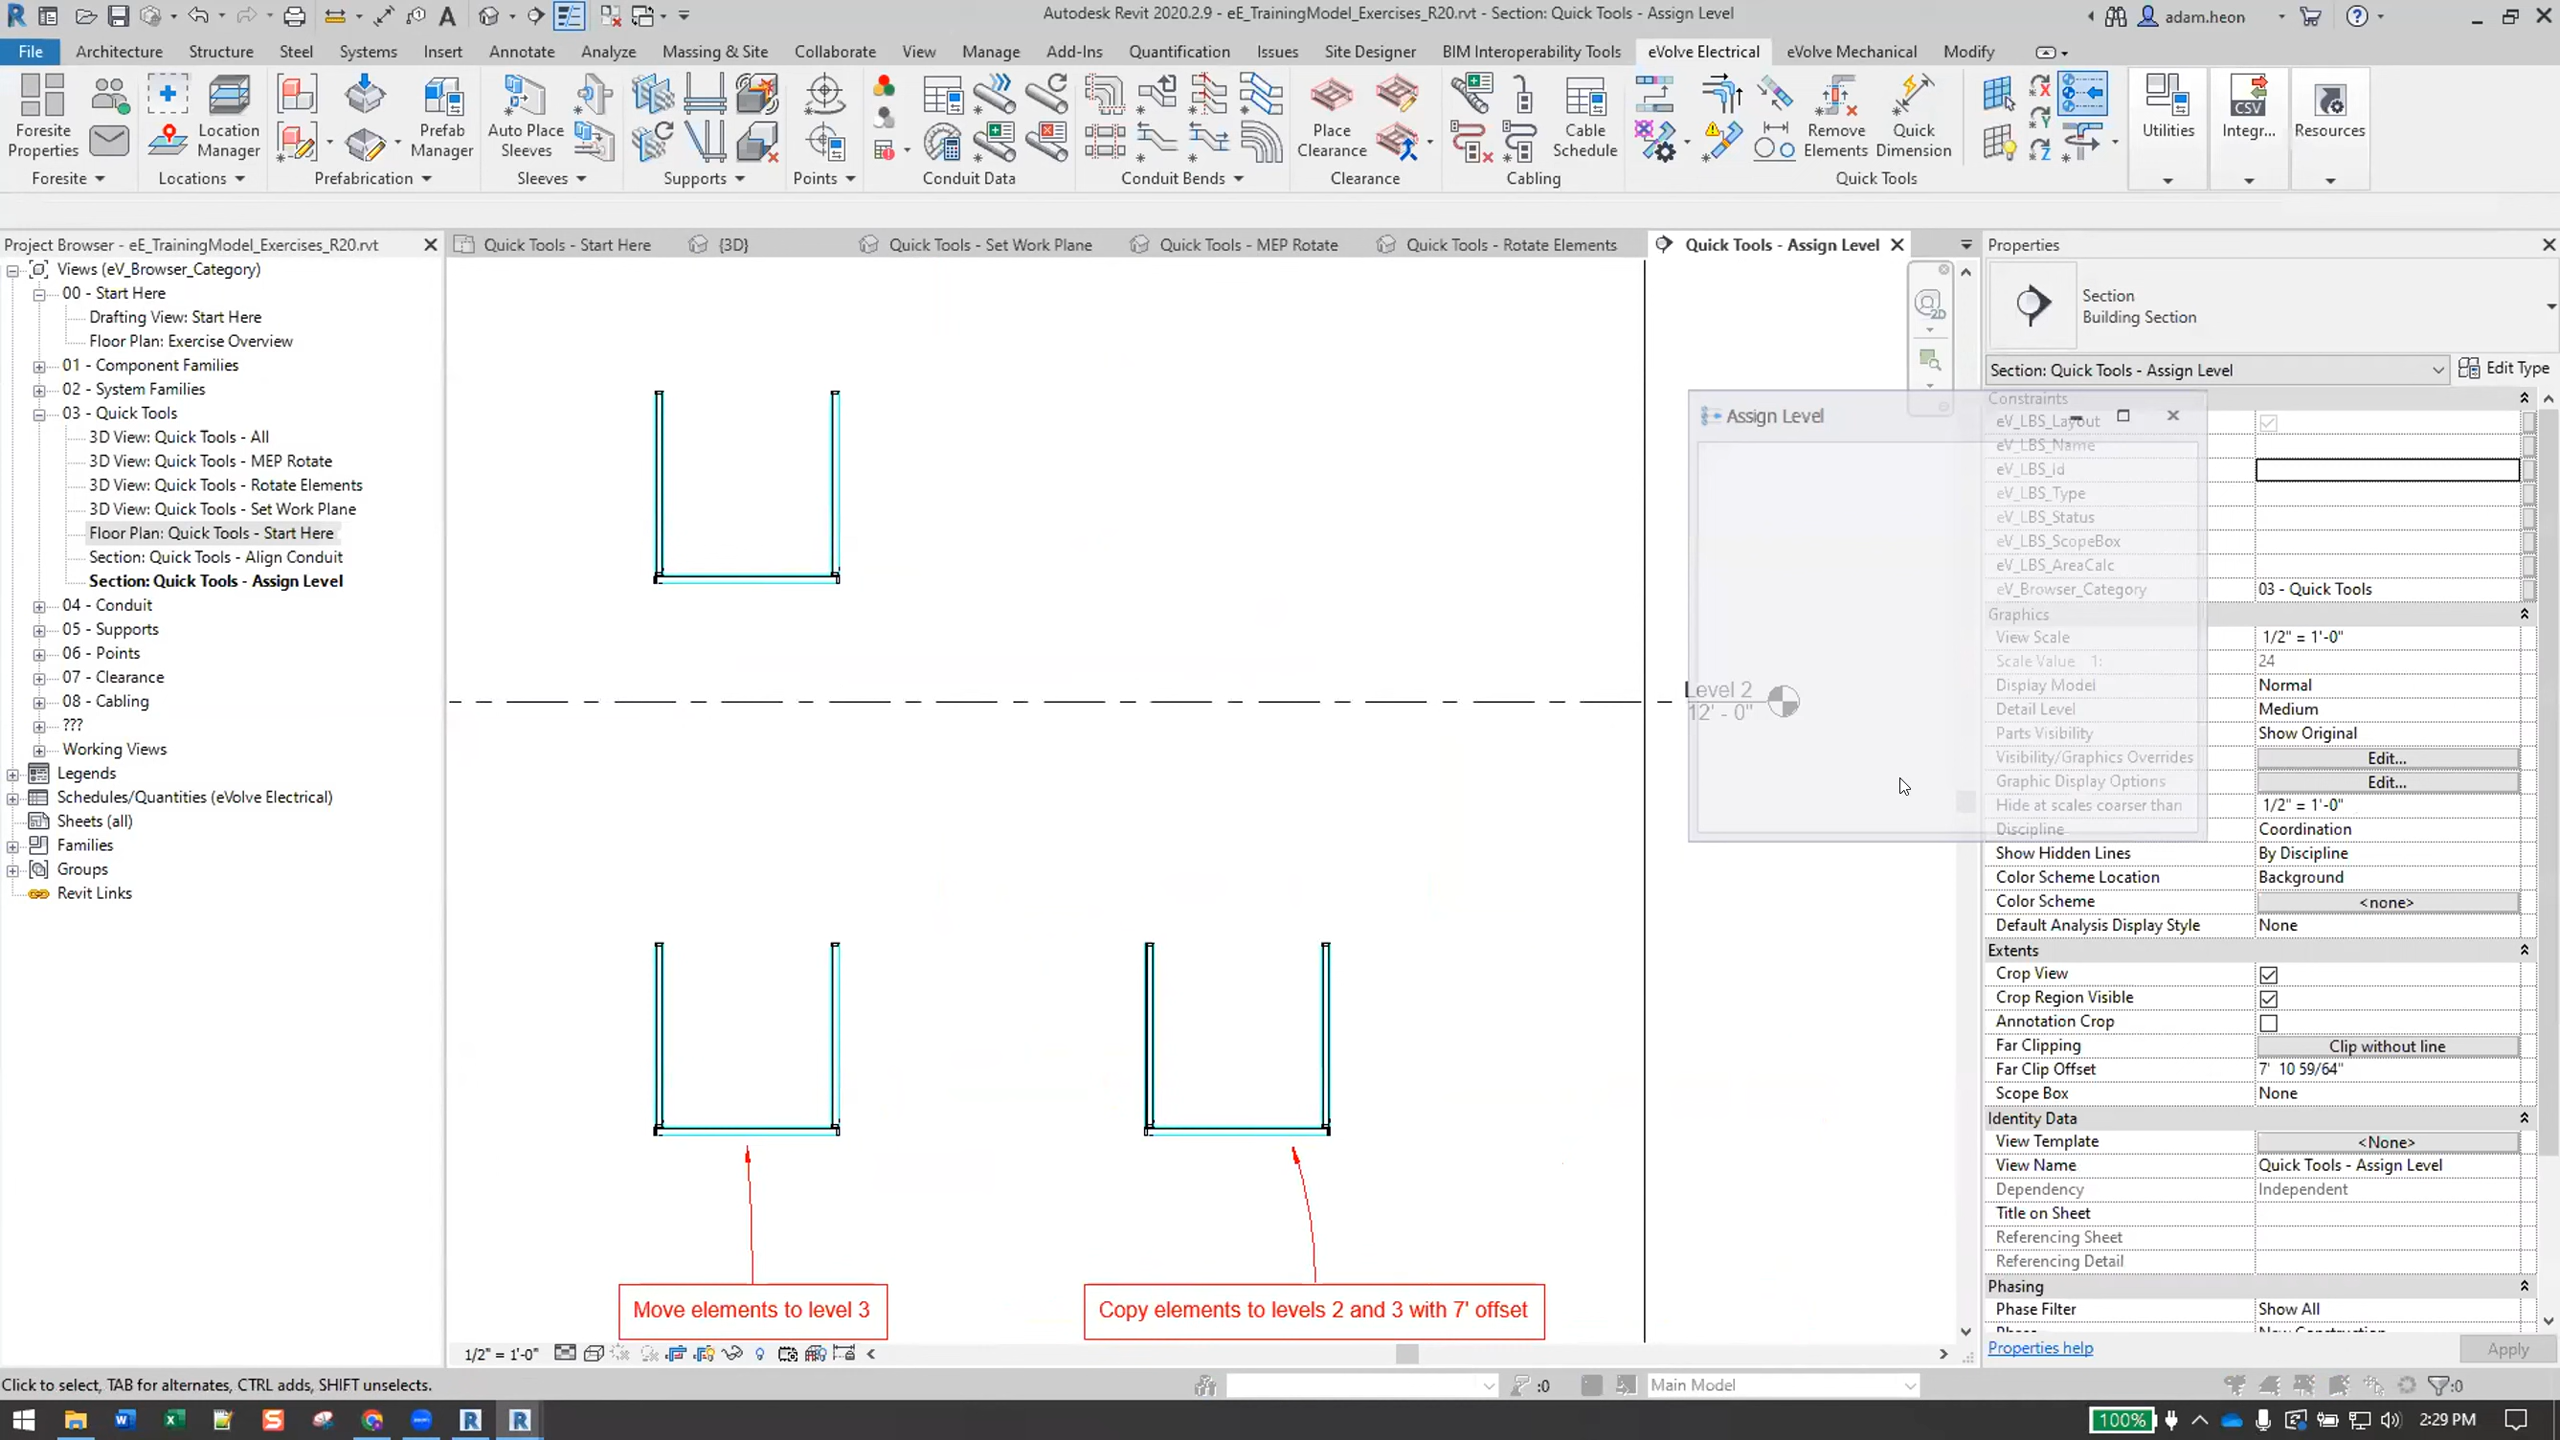 Autodesk Revit 2020.2.9 - eE_TrainingModel_Exercises_R20.rvt - Section: Quick Tools - Assign Level
adam.heon
File Architecture Structure Steel Systems Insert Annotate Analyze Massing & Site Collaborate View Manage Add-Ins Quantification Issues Site Designer BIM Interoperability Tools eVolve Electrical eVolve Mechanical Modify
Foresite Properties
Location Manager
Prefab Manager
Auto Place Sleeves
Place Clearance
Cable Schedule
Remove Elements
Quick Dimension
Utilities
CSV
Integr...
Resources
Foresite Locations Prefabrication Sleeves Supports Points Conduit Data Conduit Bends Clearance Cabling Quick Tools
Project Browser - eE_TrainingModel_Exercises_R20.rvt
Quick Tools - Start Here {3D} Quick Tools - Set Work Plane Quick Tools - MEP Rotate Quick Tools - Rotate Elements Quick Tools - Assign Level
Views (eV_Browser_Category)
00 - Start Here
Drafting View: Start Here
Floor Plan: Exercise Overview
01 - Component Families
02 - System Families
03 - Quick Tools
3D View: Quick Tools - All
3D View: Quick Tools - MEP Rotate
3D View: Quick Tools - Rotate Elements
3D View: Quick Tools - Set Work Plane
Floor Plan: Quick Tools - Start Here
Section: Quick Tools - Align Conduit
Section: Quick Tools - Assign Level
04 - Conduit
05 - Supports
06 - Points
07 - Clearance
08 - Cabling
???
Working Views
Legends
Schedules/Quantities (eVolve Electrical)
Sheets (all)
Families
Groups
Revit Links
2D
Assign Level
Level 2
12' - 0"
Move elements to level 3
Copy elements to levels 2 and 3 with 7' offset
Properties
Section
Building Section
Section: Quick Tools - Assign Level Edit Type
Constraints
eV_LBS_Layout
eV_LBS_Name
eV_LBS_Id
eV_LBS_Type
eV_LBS_Status
eV_LBS_ScopeBox
eV_LBS_AreaCalc
eV_Browser_Category 03 - Quick Tools
Graphics
View Scale 1/2" = 1'-0"
Scale Value 1: 24
Display Model Normal
Detail Level Medium
Parts Visibility Show Original
Visibility/Graphics Overrides Edit...
Graphic Display Options Edit...
Hide at scales coarser than 1/2" = 1'-0"
Discipline Coordination
Show Hidden Lines By Discipline
Color Scheme Location Background
Color Scheme <none>
Default Analysis Display Style None
Extents
Crop View
Crop Region Visible
Annotation Crop
Far Clipping Clip without line
Far Clip Offset 7' 10 59/64"
Scope Box None
Identity Data
View Template <None>
View Name Quick Tools - Assign Level
Dependency Independent
Title on Sheet
Referencing Sheet
Referencing Detail
Phasing
Phase Filter Show All
Properties help Apply
1/2" = 1'-0"
Click to select, TAB for alternates, CTRL adds, SHIFT unselects.
:0 Main Model :0
100% 2:29 PM